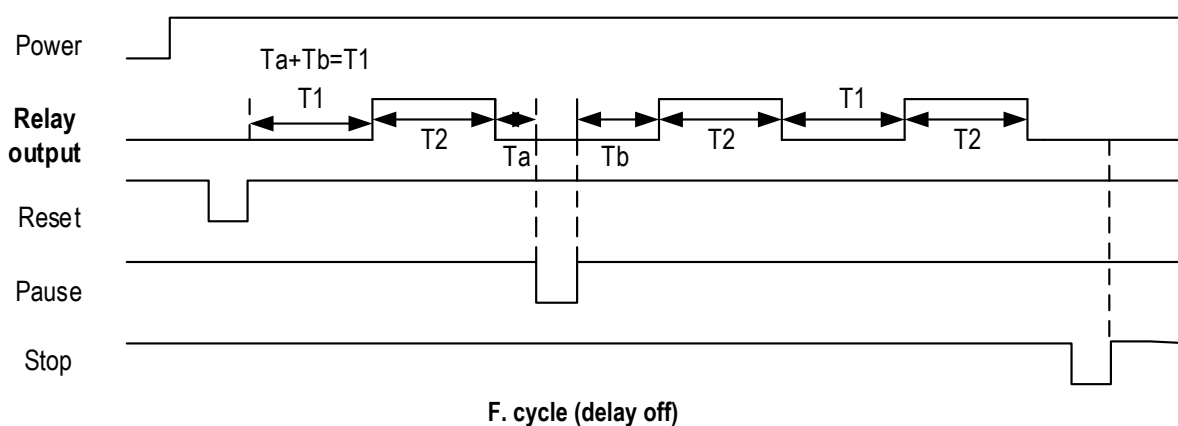 Power
Ta+Tb=T1
T1
T1
Relay
output
T2
Ta
Tb
T2
T2
Reset
Pause
Stop
F. cycle (delay off)